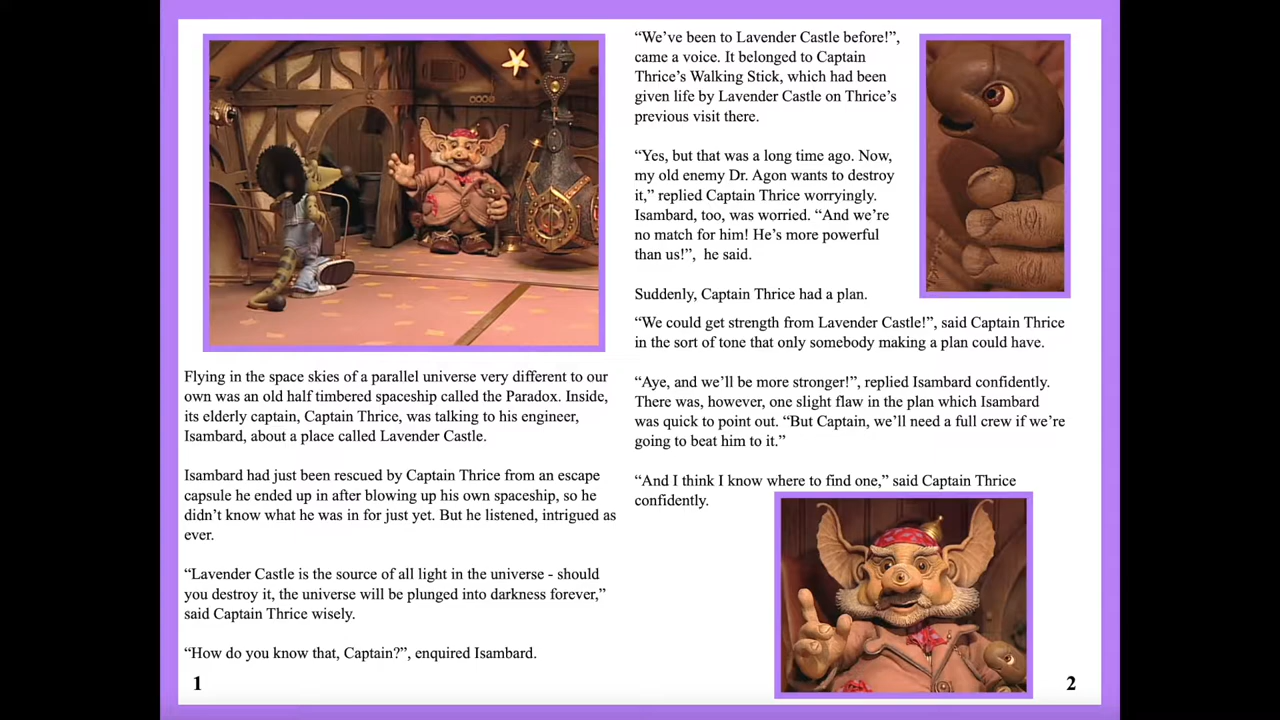 Flying in the space skies of a parallel universe very different to our
own was an old half timbered spaceship called the Paradox. Inside,
its elderly captain, Captain Thrice, was talking to his engineer,
Isambard, about a place called Lavender Castle.
Isambard had just been rescued by Captain Thrice from an escape
capsule he ended up in after blowing up his own spaceship, so he
didn’t know what he was in for just yet. But he listened, intrigued as
ever.
“Lavender Castle is the source of all light in the universe - should
you destroy it, the universe will be plunged into darkness forever,”
said Captain Thrice wisely.
“How do you know that, Captain?”, enquired Isambard.
1
“We’ve been to Lavender Castle before!”,
came a voice. It belonged to Captain
Thrice’s Walking Stick, which had been
given life by Lavender Castle on Thrice’s
previous visit there.
“Yes, but that was a long time ago. Now,
my old enemy Dr. Agon wants to destroy
it,” replied Captain Thrice worryingly.
Isambard, too, was worried. “And we’re
no match for him! He’s more powerful
than us!”, he said.
Suddenly, Captain Thrice had a plan.
“We could get strength from Lavender Castle!”, said Captain Thrice
in the sort of tone that only somebody making a plan could have.
“Aye, and we’ll be more stronger!”, replied Isambard confidently.
There was, however, one slight flaw in the plan which Isambard
was quick to point out. “But Captain, we’ll need a full crew if we’re
going to beat him to it.”
“And I think I know where to find one,” said Captain Thrice
confidently.
2